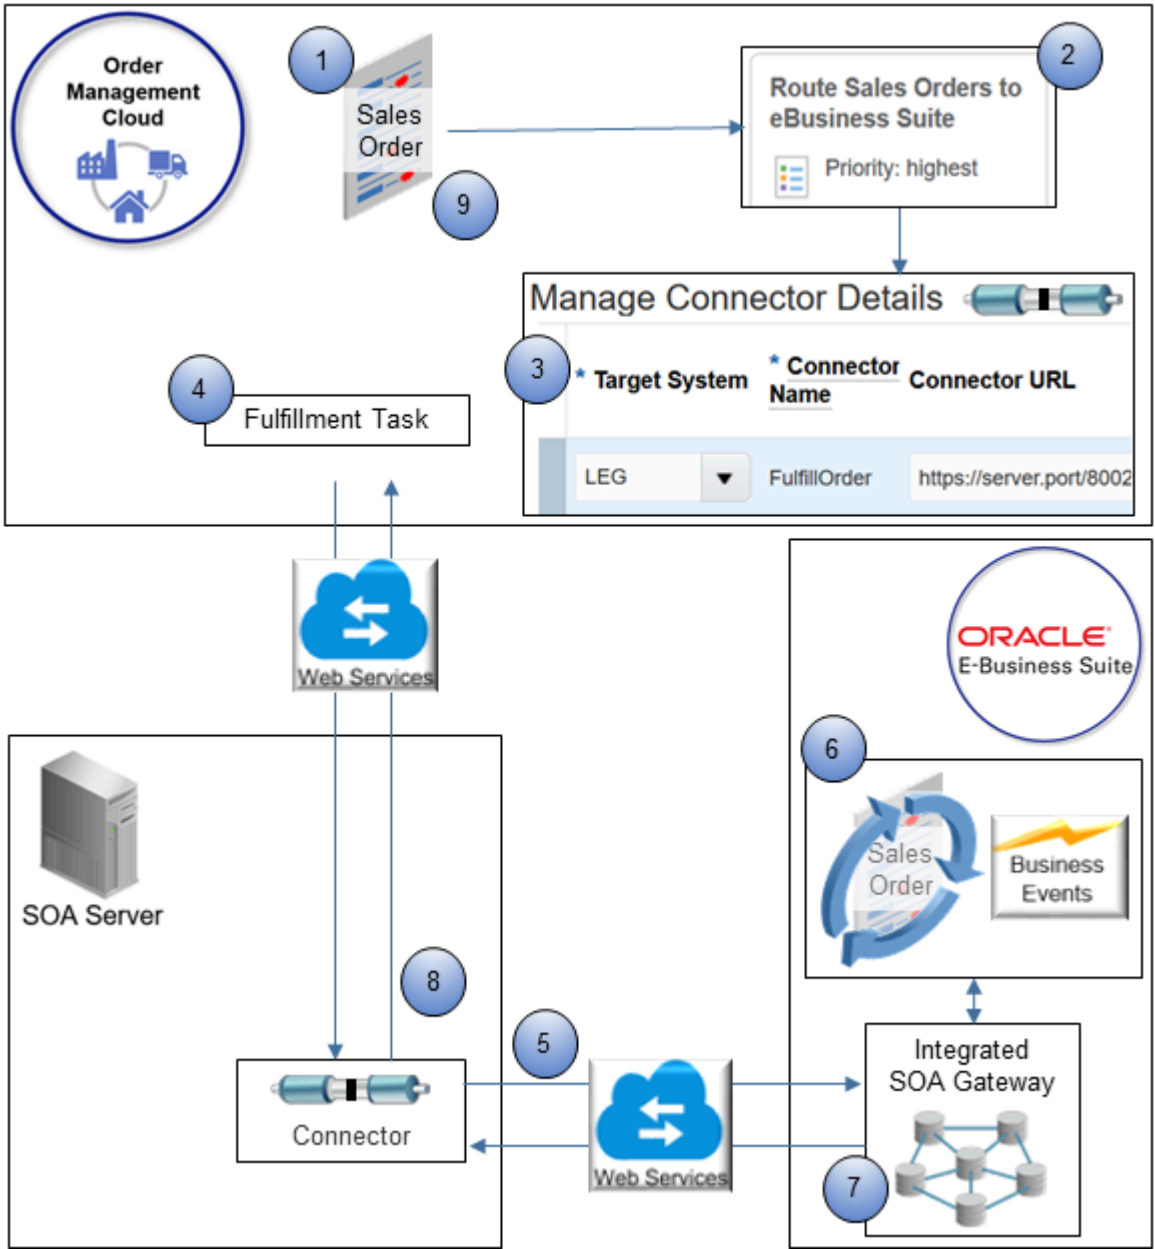 Order
Management
Cloud
1
Sales
Order
9
2
Route Sales Orders to
eBusiness Suite
Priority: highest
Manage Connector Details
3
* Target System
* Connector
Name
Connector URL
LEG
FulfillOrder
https://server.port/8002
4
Fulfillment Task
Web Services
ORACLE
E-Business Suite
SOA Server
6
Sales
Order
Business
Events
8
5
Connector
Web Services
Integrated
SOA Gateway
7